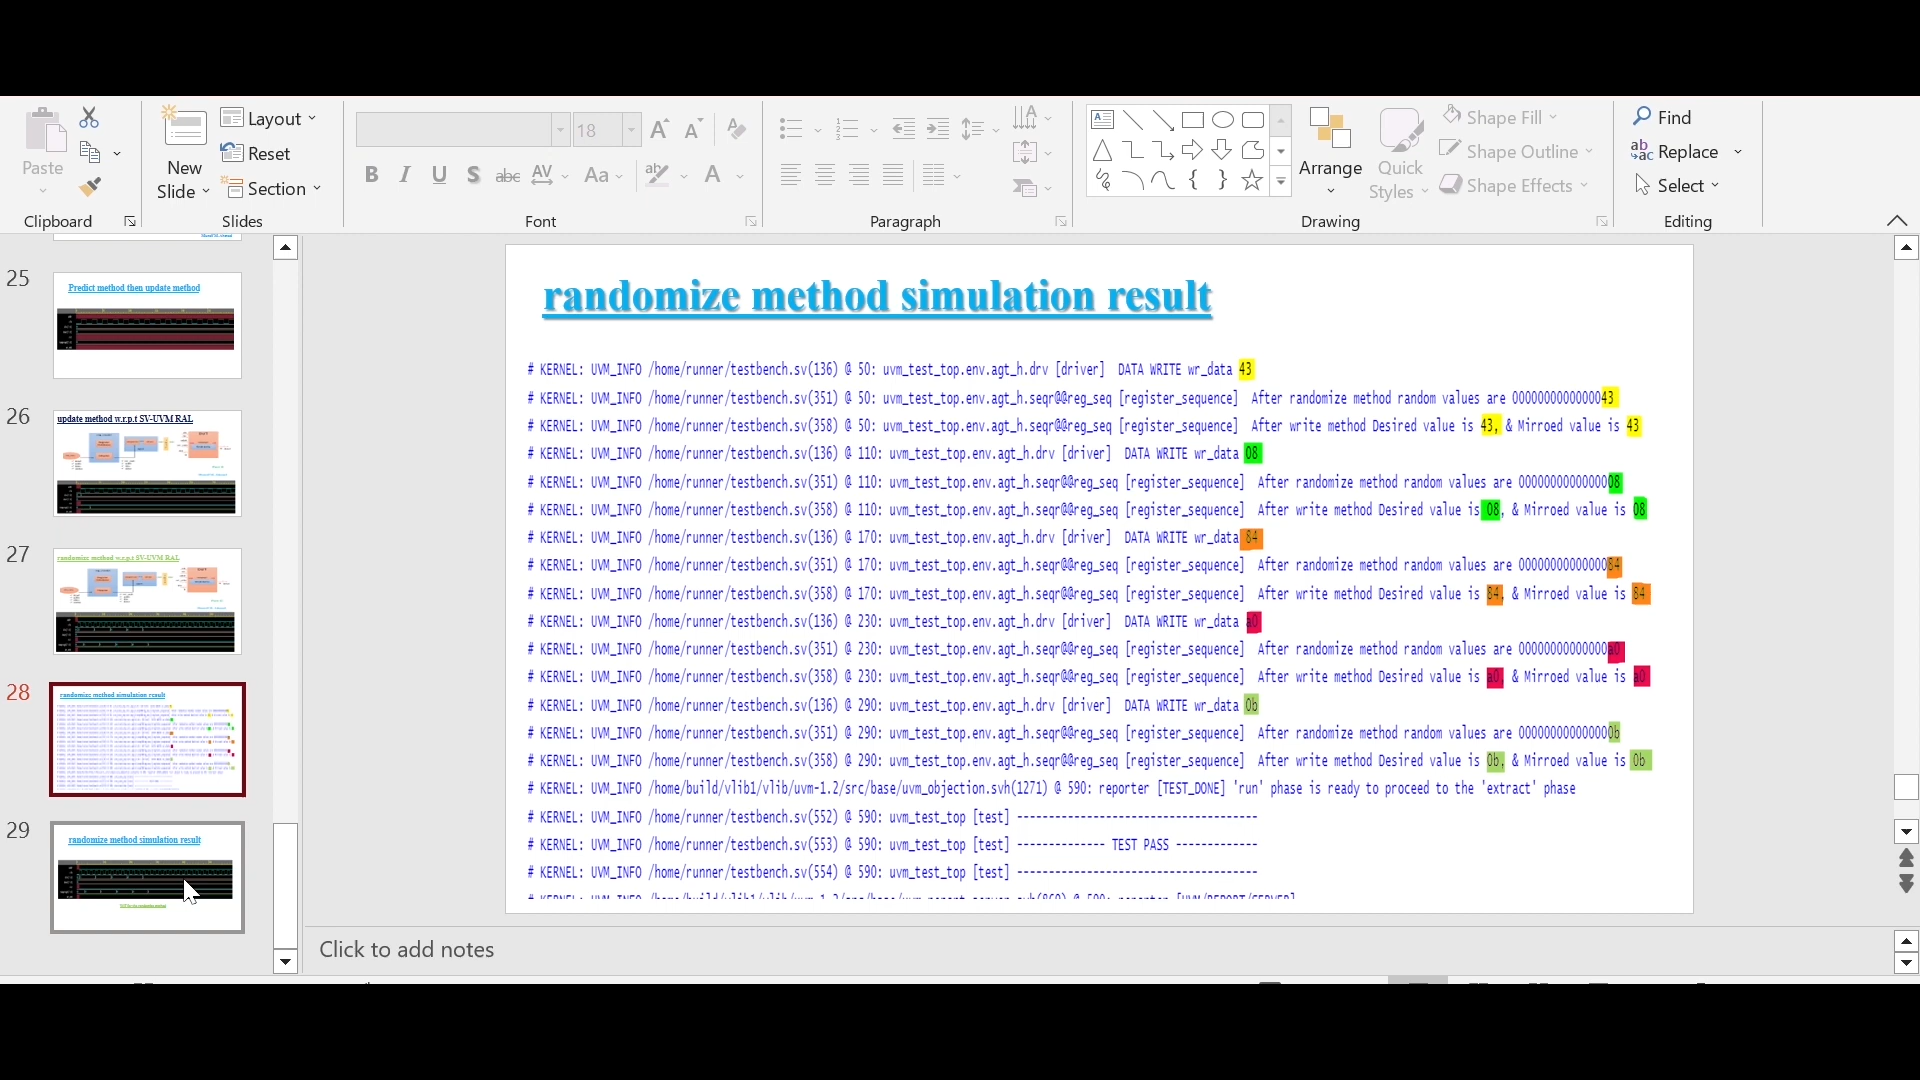 Paste
Clipboard
New
Slide
Layout
Reset
Section
Slides
18
Font
Paragraph
Arrange
Quick
Styles
Shape Fill
Shape Outline
Shape Effects
Drawing
Find
Replace
Select
Editing
25
Predict method then update method
26
update method w.r.p.t SV-UVM RAL
27
randomize method w.r.p.t SV-UVM RAL
28
randomize method simulation result
29
randomize method simulation result
randomize method simulation result
# KERNEL: UVM_INFO /home/runner/testbench.sv(136) @ 50: uvm_test_top.env.agt_h.drv [driver] DATA WRITE wr_data 43
# KERNEL: UVM_INFO /home/runner/testbench.sv(351) @ 50: uvm_test_top.env.agt_h.seqr@@reg_seq [register_sequence] After randomize method random values are 0000000000000043
# KERNEL: UVM_INFO /home/runner/testbench.sv(358) @ 50: uvm_test_top.env.agt_h.seqr@@reg_seq [register_sequence] After write method Desired value is 43, & Mirroed value is 43
# KERNEL: UVM_INFO /home/runner/testbench.sv(136) @ 110: uvm_test_top.env.agt_h.drv [driver] DATA WRITE wr_data 08
# KERNEL: UVM_INFO /home/runner/testbench.sv(351) @ 110: uvm_test_top.env.agt_h.seqr@@reg_seq [register_sequence] After randomize method random values are 0000000000000008
# KERNEL: UVM_INFO /home/runner/testbench.sv(358) @ 110: uvm_test_top.env.agt_h.seqr@@reg_seq [register_sequence] After write method Desired value is 08, & Mirroed value is 08
# KERNEL: UVM_INFO /home/runner/testbench.sv(136) @ 170: uvm_test_top.env.agt_h.drv [driver] DATA WRITE wr_data 84
# KERNEL: UVM_INFO /home/runner/testbench.sv(351) @ 170: uvm_test_top.env.agt_h.seqr@@reg_seq [register_sequence] After randomize method random values are 0000000000000084
# KERNEL: UVM_INFO /home/runner/testbench.sv(358) @ 170: uvm_test_top.env.agt_h.seqr@@reg_seq [register_sequence] After write method Desired value is 84, & Mirroed value is 84
# KERNEL: UVM_INFO /home/runner/testbench.sv(136) @ 230: uvm_test_top.env.agt_h.drv [driver] DATA WRITE wr_data a0
# KERNEL: UVM_INFO /home/runner/testbench.sv(351) @ 230: uvm_test_top.env.agt_h.seqr@@reg_seq [register_sequence] After randomize method random values are 00000000000000a0
# KERNEL: UVM_INFO /home/runner/testbench.sv(358) @ 230: uvm_test_top.env.agt_h.seqr@@reg_seq [register_sequence] After write method Desired value is a0, & Mirroed value is a0
# KERNEL: UVM_INFO /home/runner/testbench.sv(136) @ 290: uvm_test_top.env.agt_h.drv [driver] DATA WRITE wr_data 0b
# KERNEL: UVM_INFO /home/runner/testbench.sv(351) @ 290: uvm_test_top.env.agt_h.seqr@@reg_seq [register_sequence] After randomize method random values are 000000000000000b
# KERNEL: UVM_INFO /home/runner/testbench.sv(358) @ 290: uvm_test_top.env.agt_h.seqr@@reg_seq [register_sequence] After write method Desired value is 0b, & Mirroed value is 0b
# KERNEL: UVM_INFO /home/build/vlib1/vlib/uvm-1.2/src/base/uvm_objection.svh(1271) @ 590: reporter [TEST_DONE] 'run' phase is ready to proceed to the 'extract' phase
# KERNEL: UVM_INFO /home/runner/testbench.sv(552) @ 590: uvm_test_top [test] -----------------------------------
# KERNEL: UVM_INFO /home/runner/testbench.sv(553) @ 590: uvm_test_top [test] -------------- TEST PASS -------------
# KERNEL: UVM_INFO /home/runner/testbench.sv(554) @ 590: uvm_test_top [test] -----------------------------------
Click to add notes